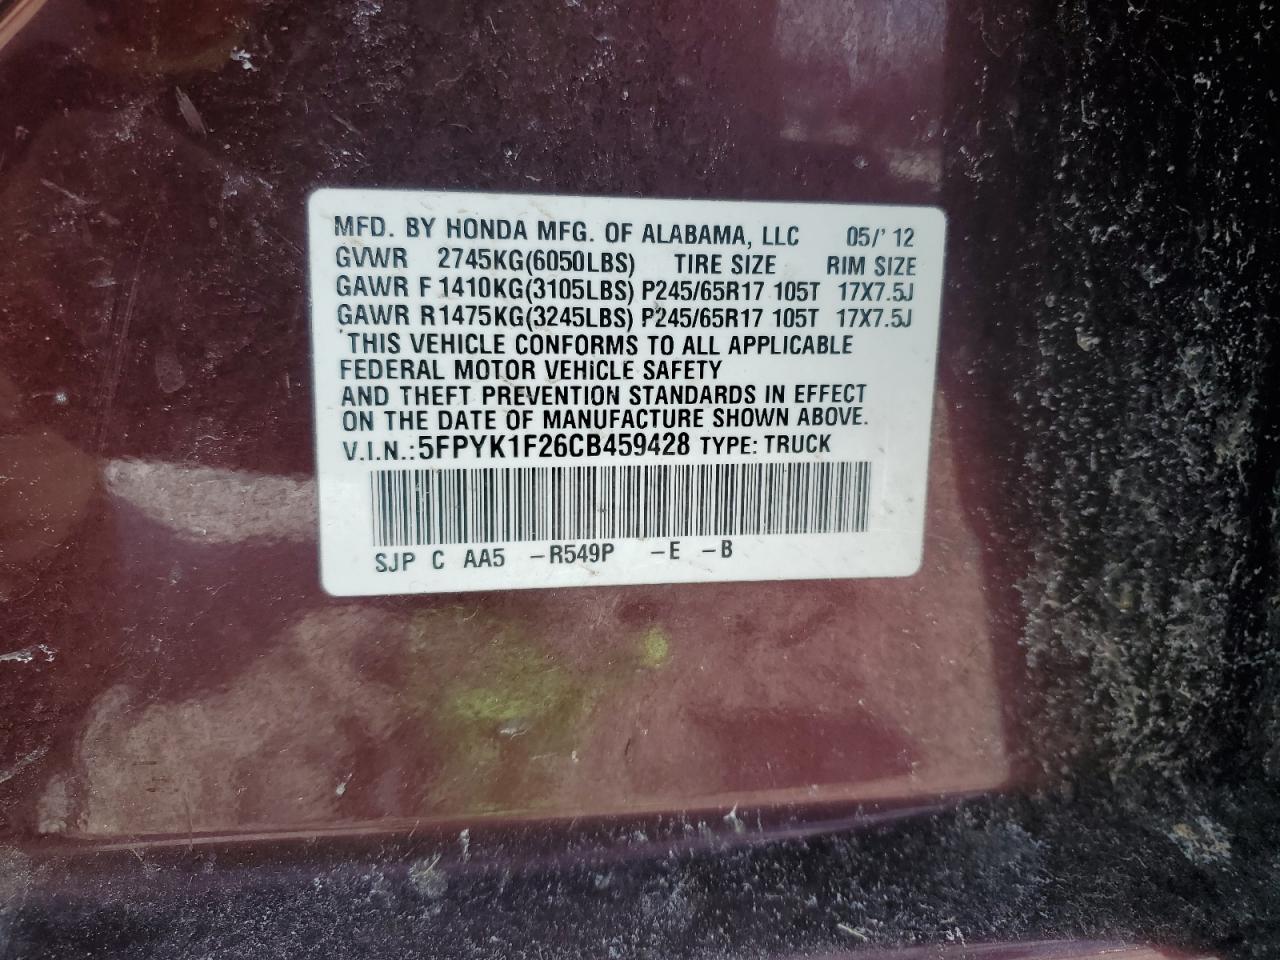 MFD. BY HONDA MFG. OF ALABAMA, LLC 05/'12
GVWR 2745KG(6050LBS) TIRE SIZE RIM SIZE
GAWR F 1410KG(3105LBS) P245/65R17 105T 17X7.5J
GAWR R1475KG(3245LBS) P245/65R17 105T 17X7.5J
THIS VEHICLE CONFORMS TO ALL APPLICABLE
FEDERAL MOTOR VEHICLE SAFETY
AND THEFT PREVENTION STANDARDS IN EFFECT
ON THE DATE OF MANUFACTURE SHOWN ABOVE.
V.I.N.:5FPYK1F26CB459428 TYPE: TRUCK
SJP C AA5 -R549P -E -B